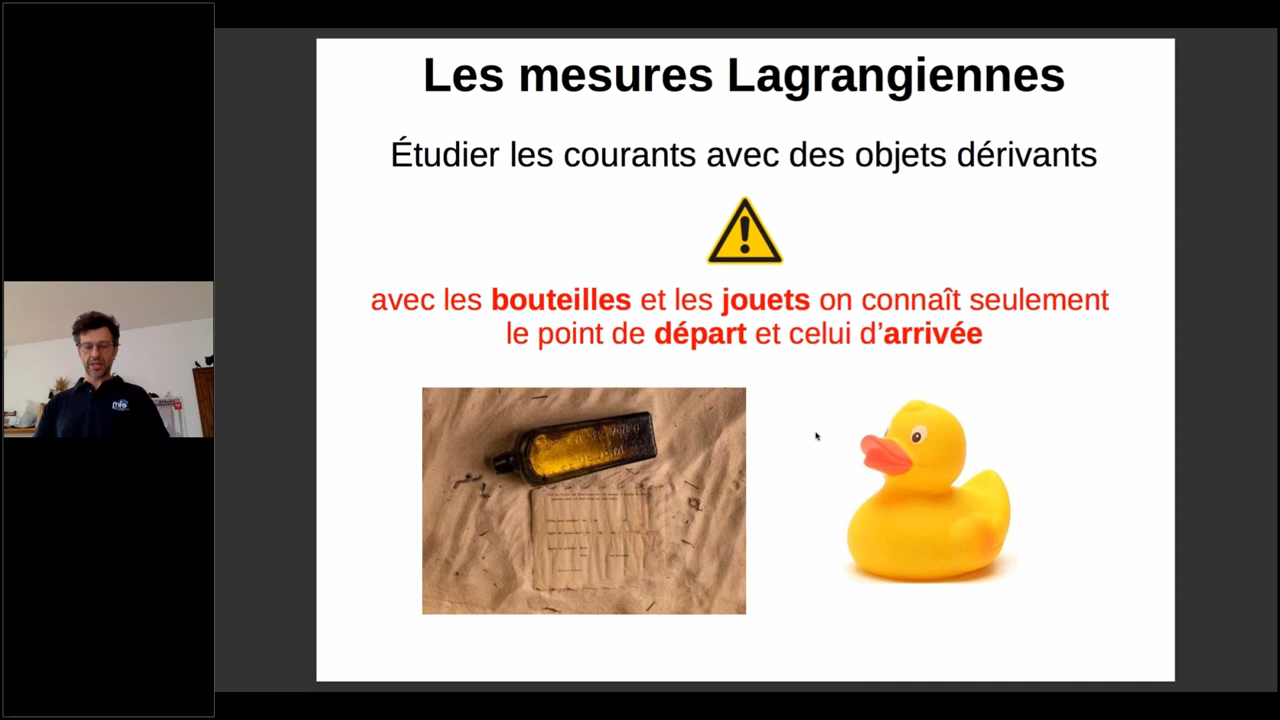 Les mesures Lagrangiennes
Étudier les courants avec des objets dérivants
avec les bouteilles et les jouets on connaît seulement
le point de départ et celui d’arrivée